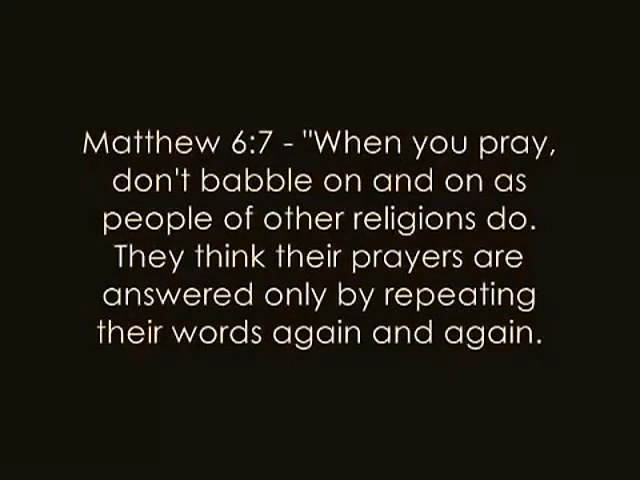 Matthew 6:7 - "When you pray,
don't babble on and on as
people of other religions do.
They think their prayers are
answered only by repeating
their words again and again.